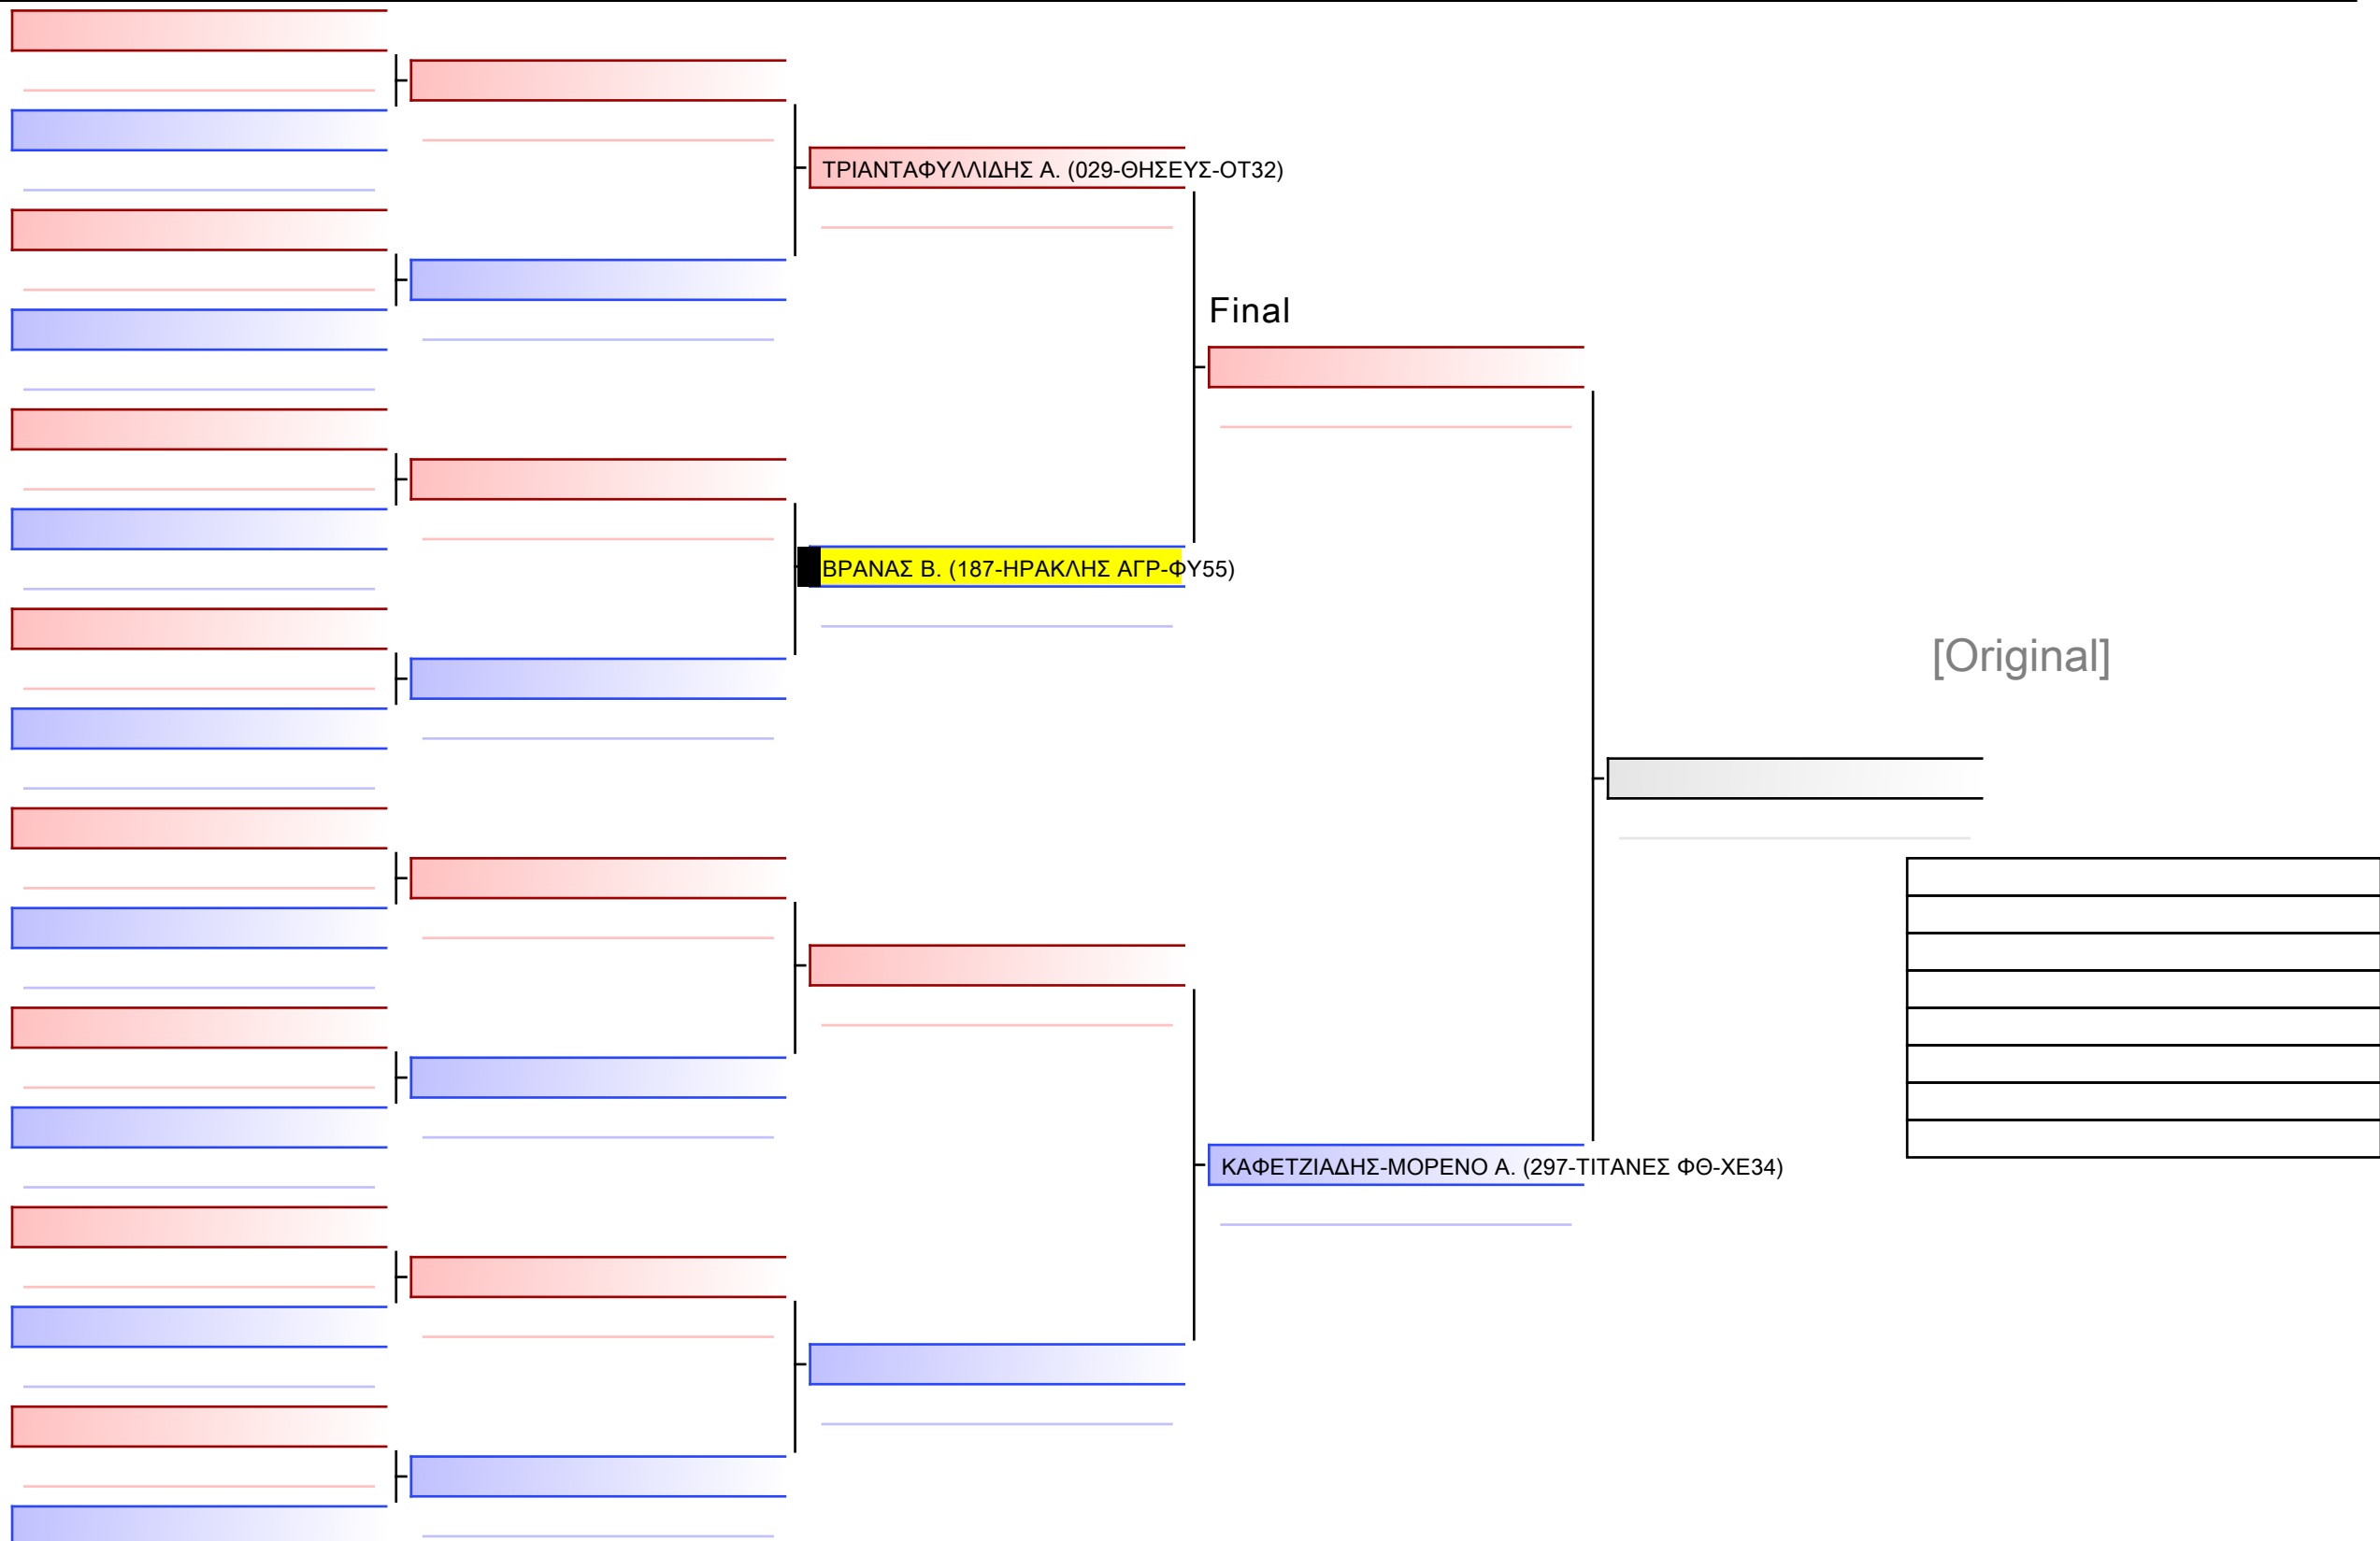 ΤΡΙΑΝΤΑΦΥΛΛΙΔΗΣ Α. (029-ΘΗΣΕΥΣ-ΟΤ32)
Final
ΒΡΑΝΑΣ Β. (187-ΗΡΑΚΛΗΣ ΑΓΡ-ΦΥ55)
[Original]
ΚΑΦΕΤΖΙΑΔΗΣ-ΜΟΡΕΝΟ Α. (297-ΤΙΤΑΝΕΣ ΦΘ-ΧΕ34)